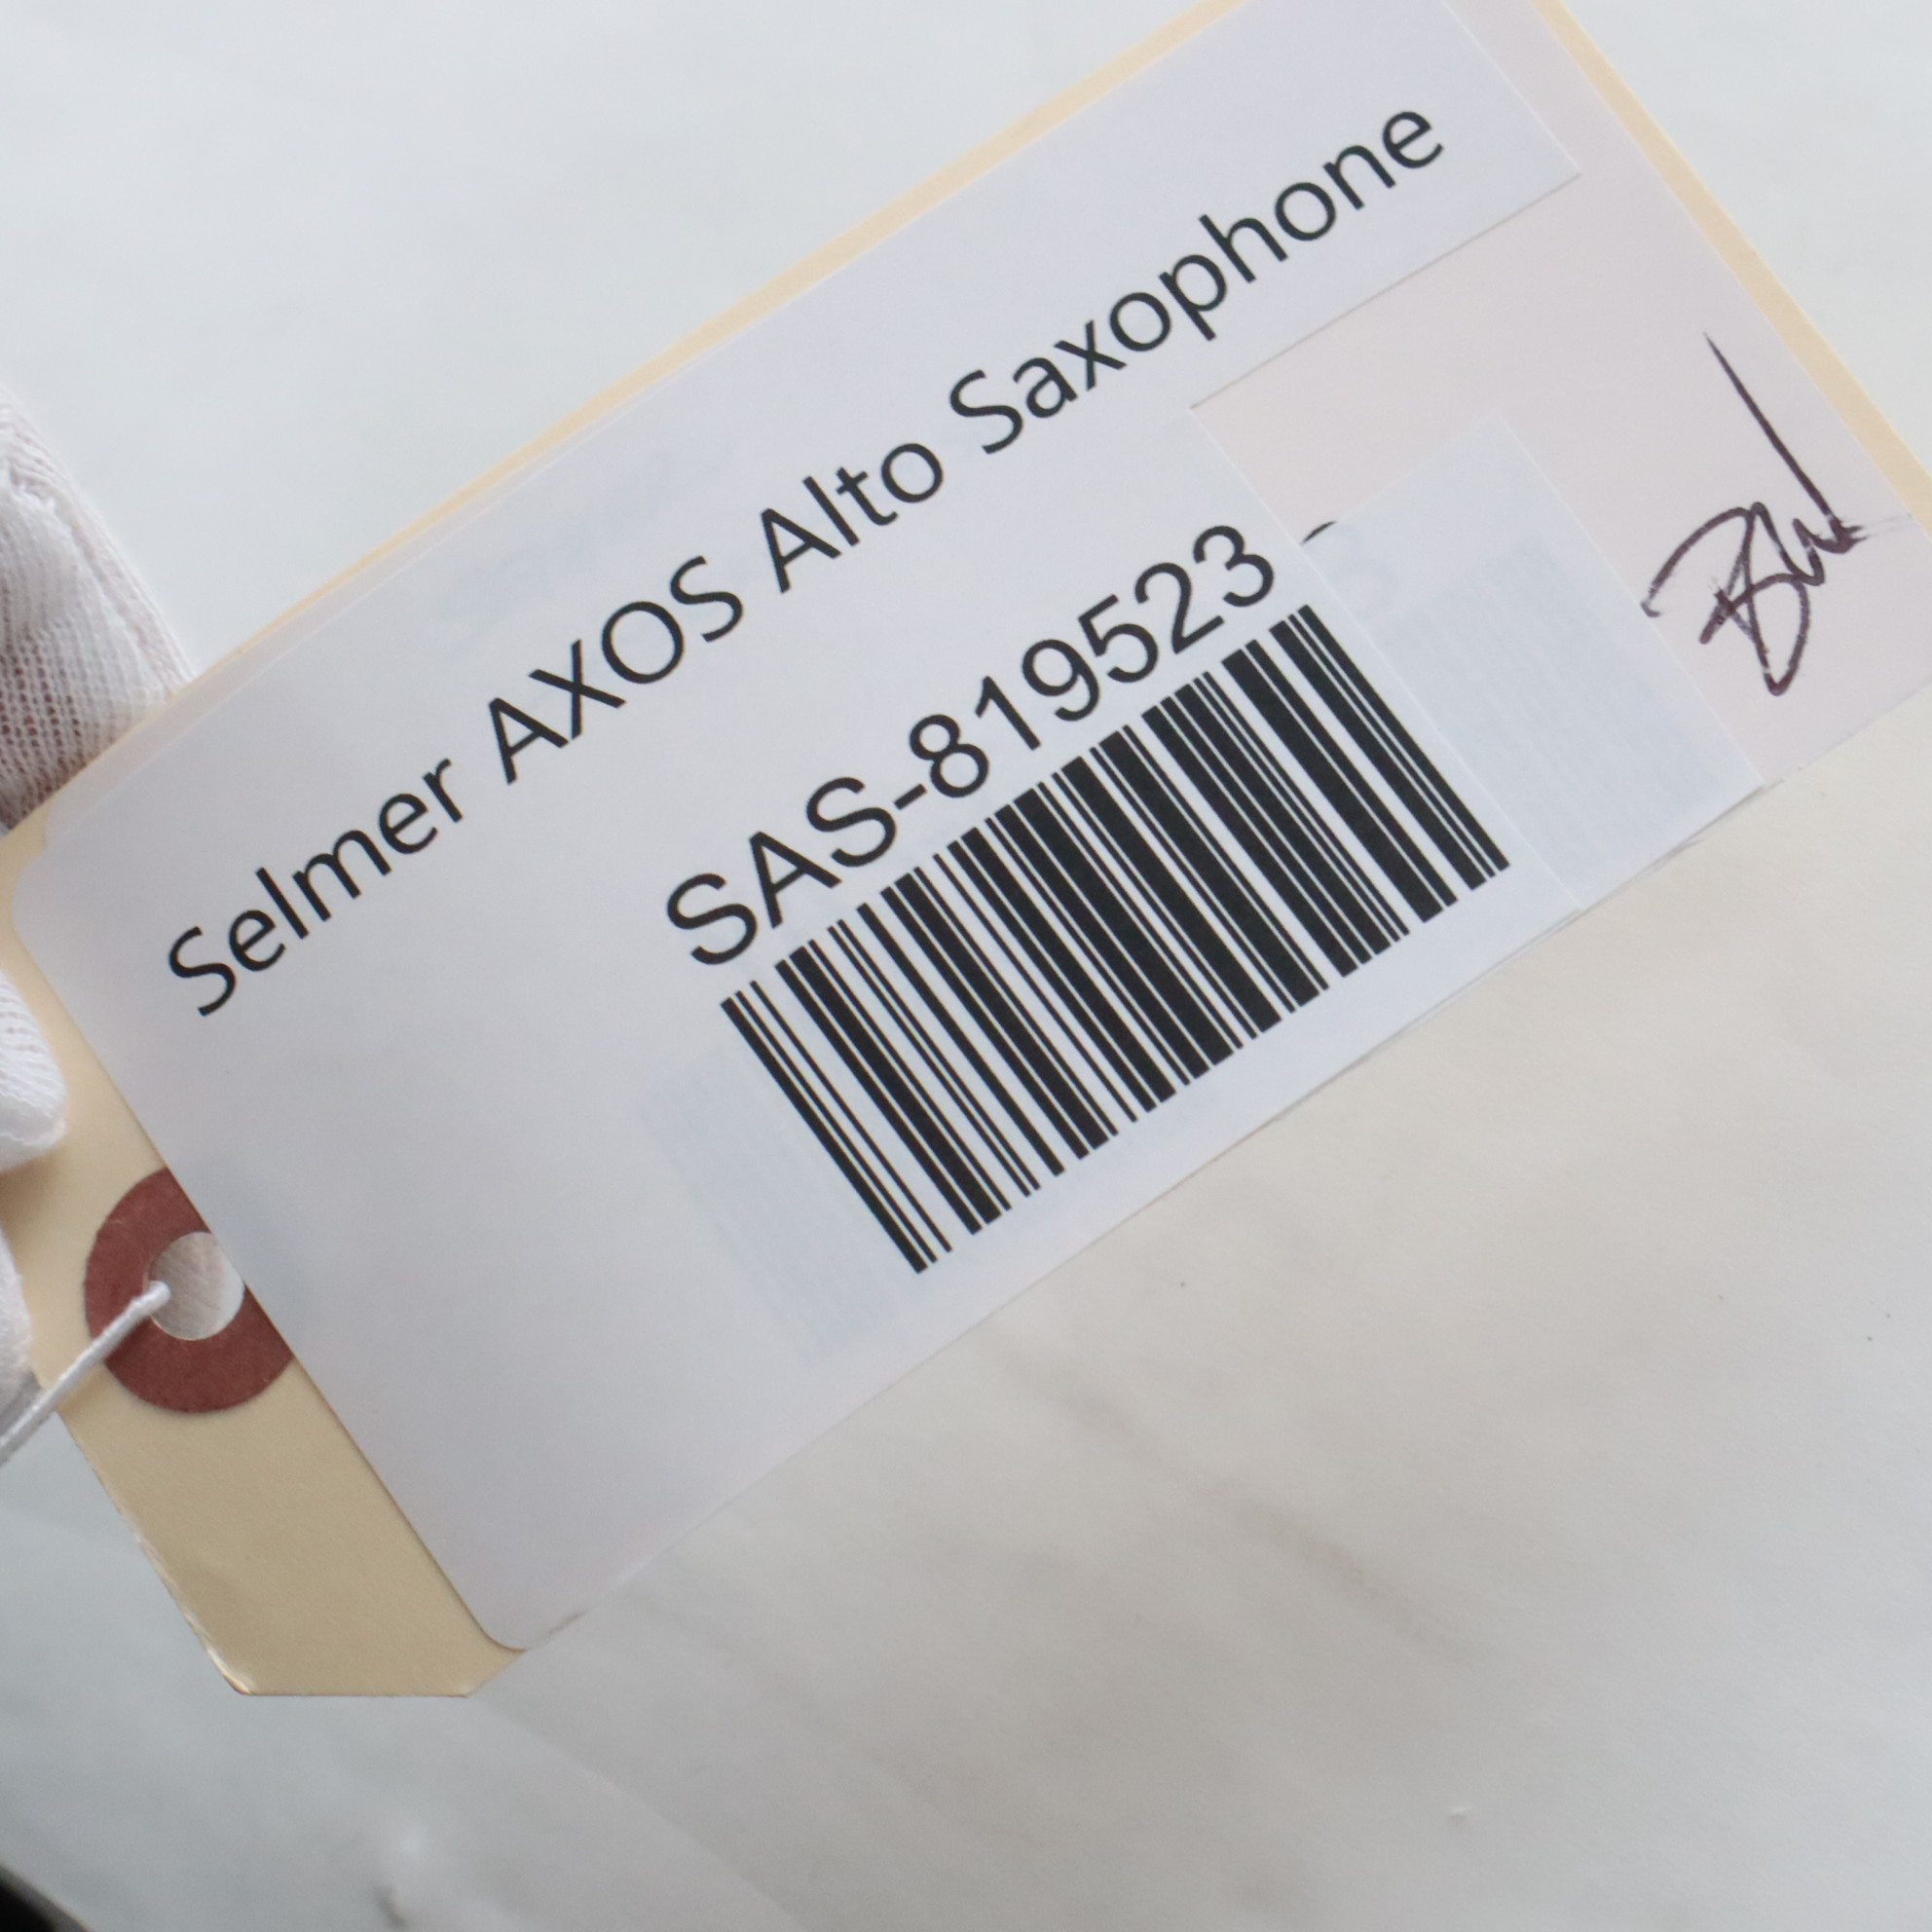 Selmer AXOS Alto Saxophone
SAS-819523